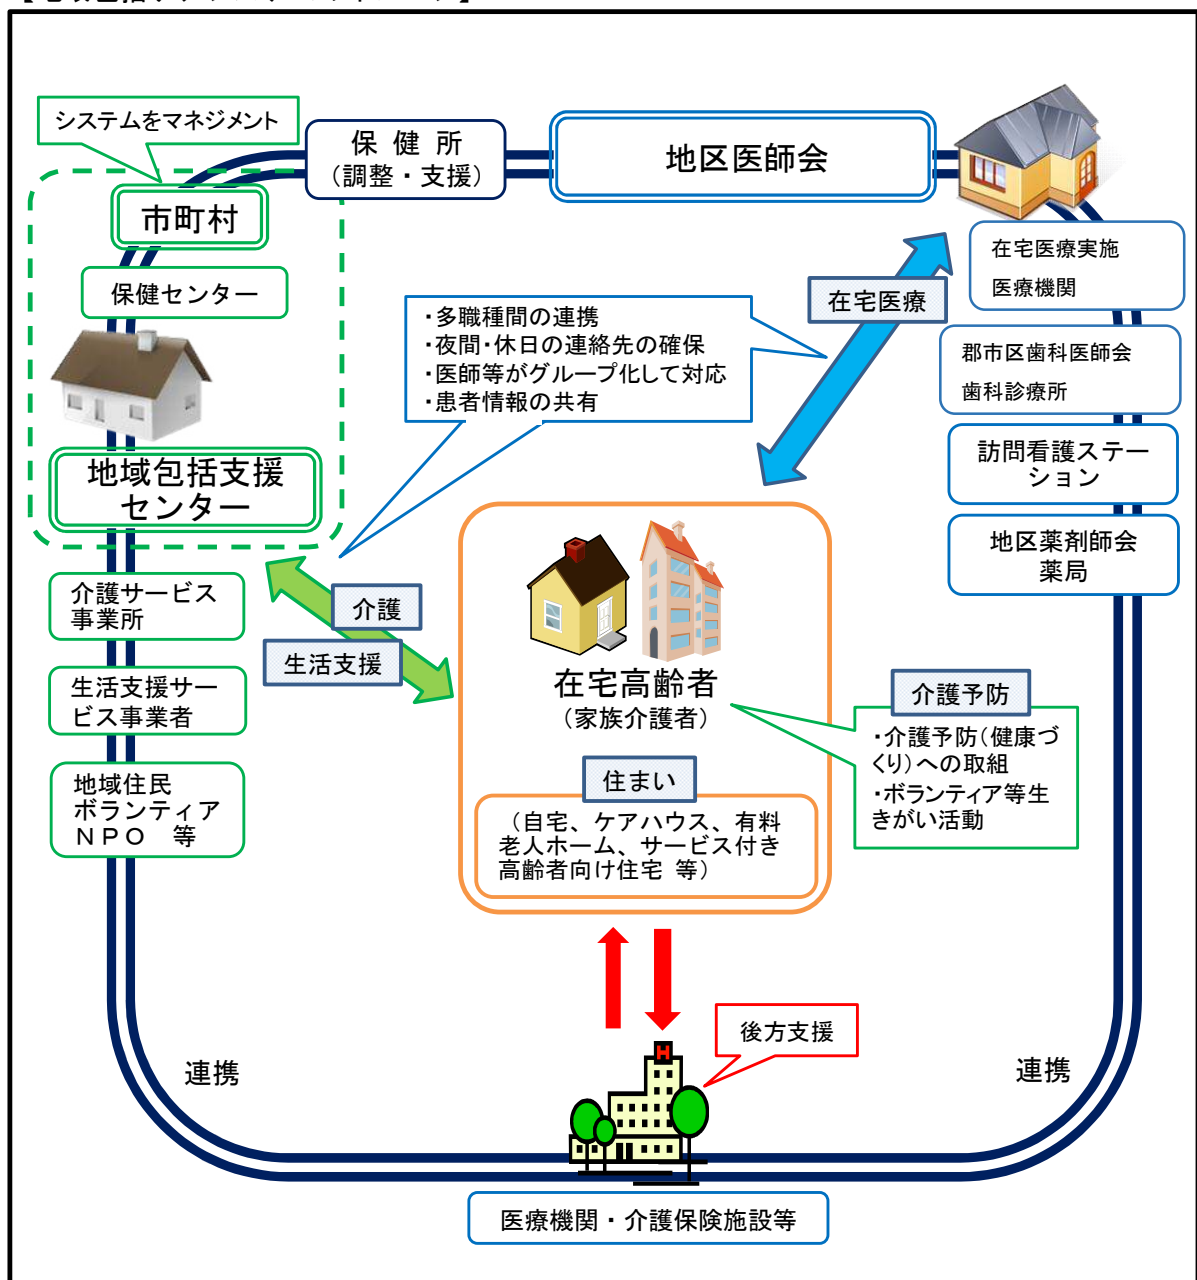 システムをマネジメント
保健所
（調整・支援）
地区医師会
市町村
保健センター
地域包括支援
センター
・多職種間の連携
・夜間・休日の連絡先の確保
・医師等がグループ化して対応
・患者情報の共有
在宅医療
在宅医療実施
医療機関
郡市区歯科医師会
歯科診療所
訪問看護ステー
ション
地区薬剤師会
薬局
介護サービス
事業所
生活支援サー
ビス事業者
地域住民
ボランティア
ＮＰＯ　等
介護
生活支援
在宅高齢者
（家族介護者）
住まい
（自宅、ケアハウス、有料
老人ホーム、サービス付き
高齢者向け住宅 等）
介護予防
・介護予防（健康づ
くり）への取組
・ボランティア等生
きがい活動
後方支援
H
連携
連携
医療機関・介護保険施設等